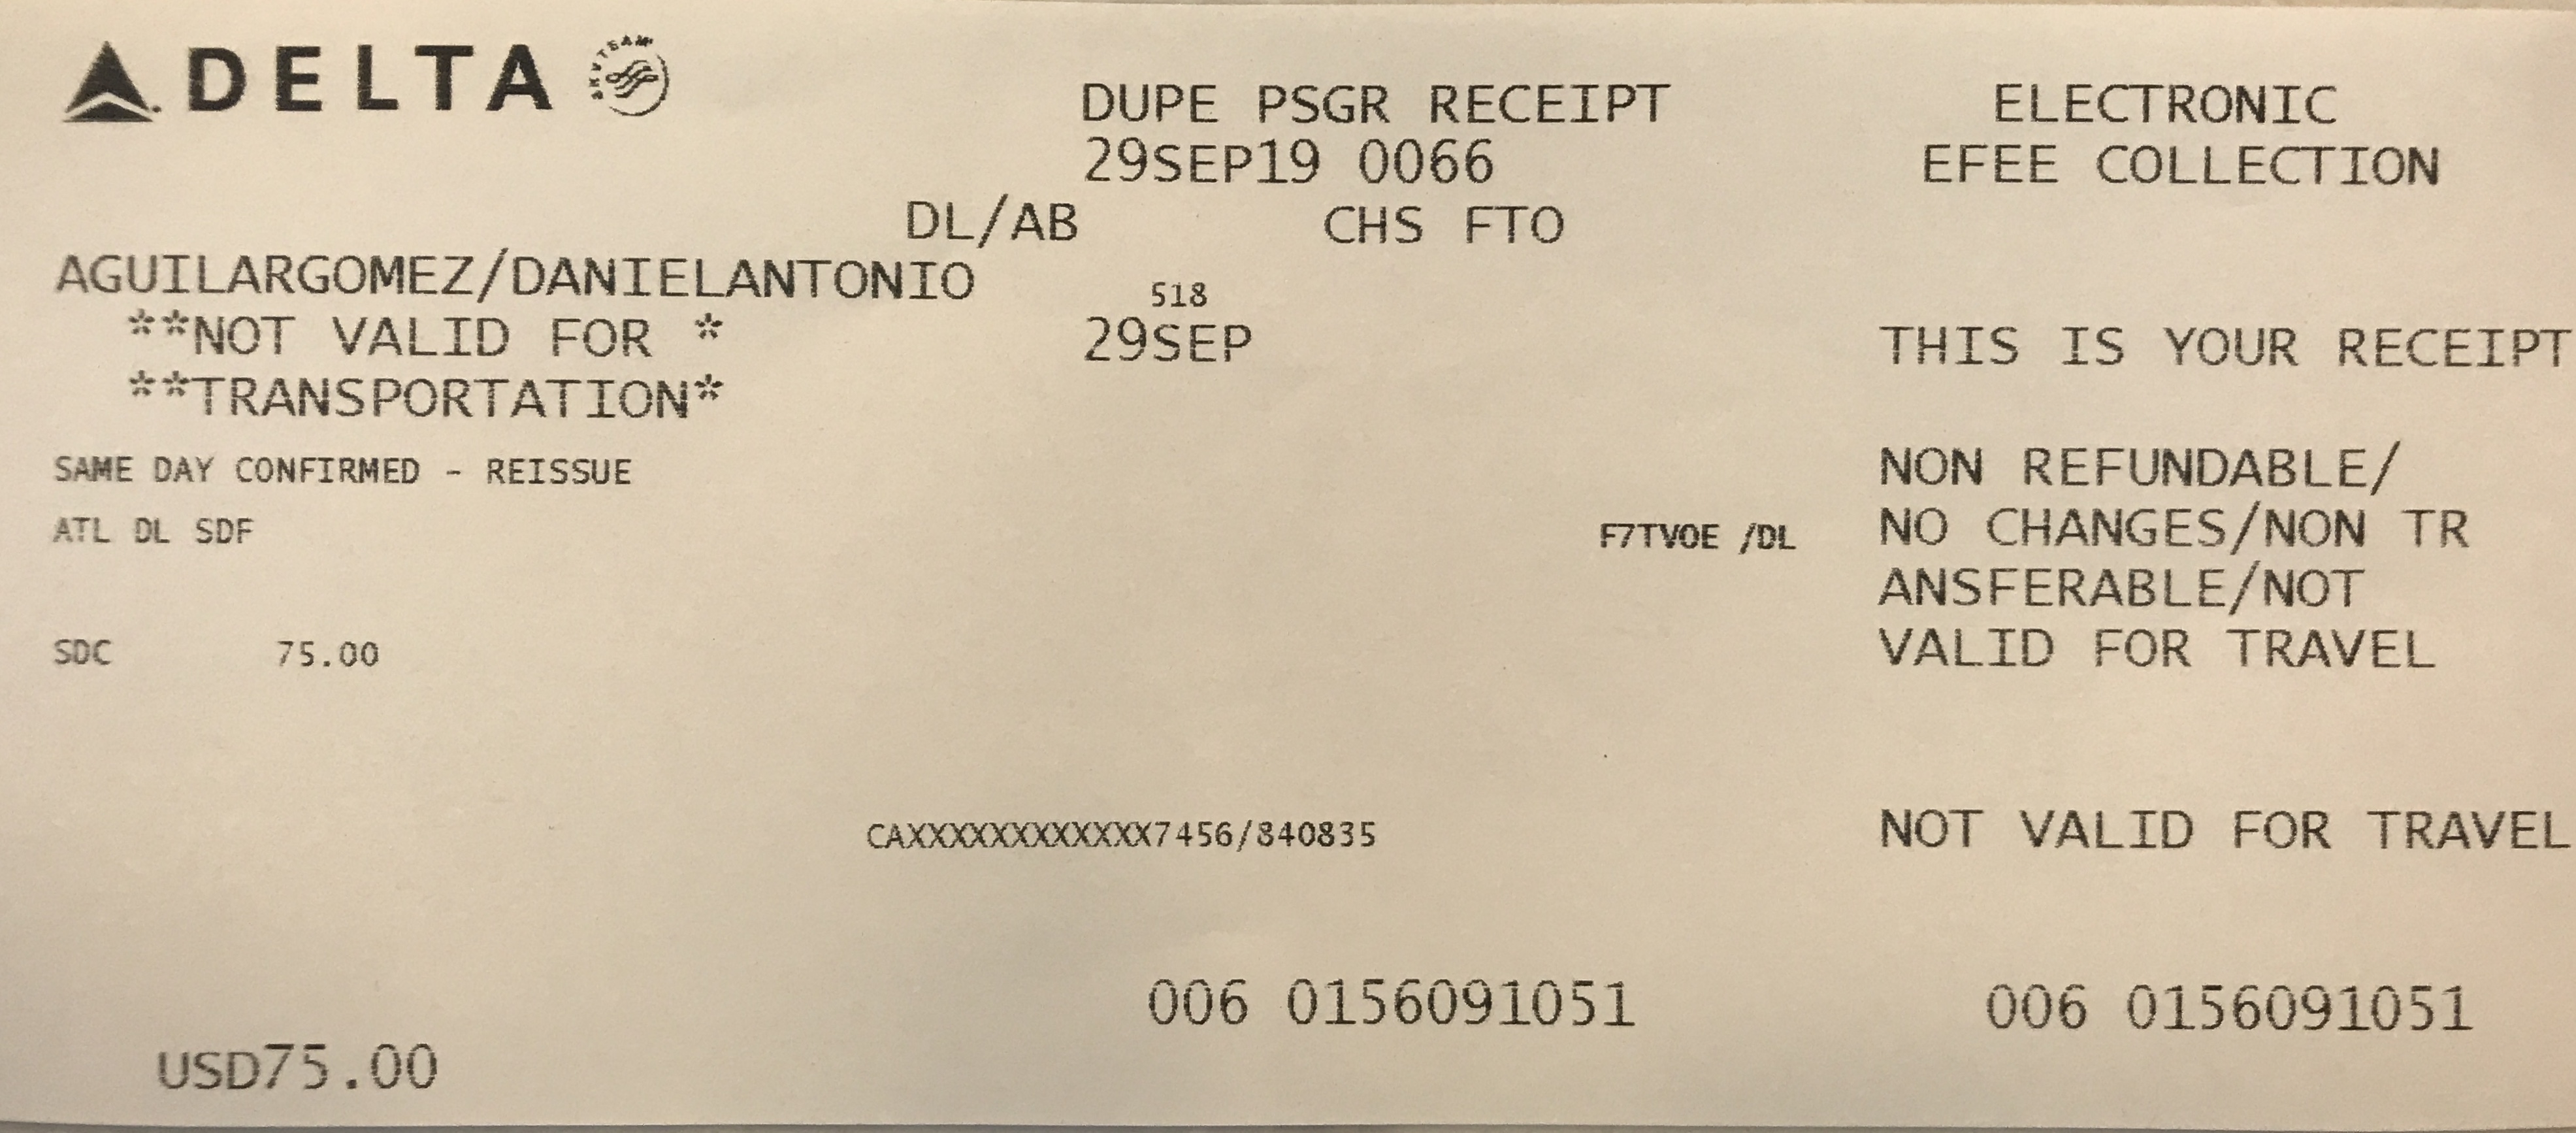 DELTA SKYTEAM
DUPE PSGR RECEIPT ELECTRONIC
29SEP19 0066 EFEE COLLECTION
DL/AB CHS FTO
AGUILARGOMEZ/DANIELANTONIO
518
**NOT VALID FOR * 29SEP THIS IS YOUR RECEIPT
**TRANSPORTATION*
SAME DAY CONFIRMED - REISSUE NON REFUNDABLE/
ATL DL SDF F7TVOE /DL NO CHANGES/NON TR
ANSFERABLE/NOT
SDC 75.00 VALID FOR TRAVEL
CAXXXXXXXXXXXX7456/840835 NOT VALID FOR TRAVEL
006 0156091051 006 0156091051
USD75.00